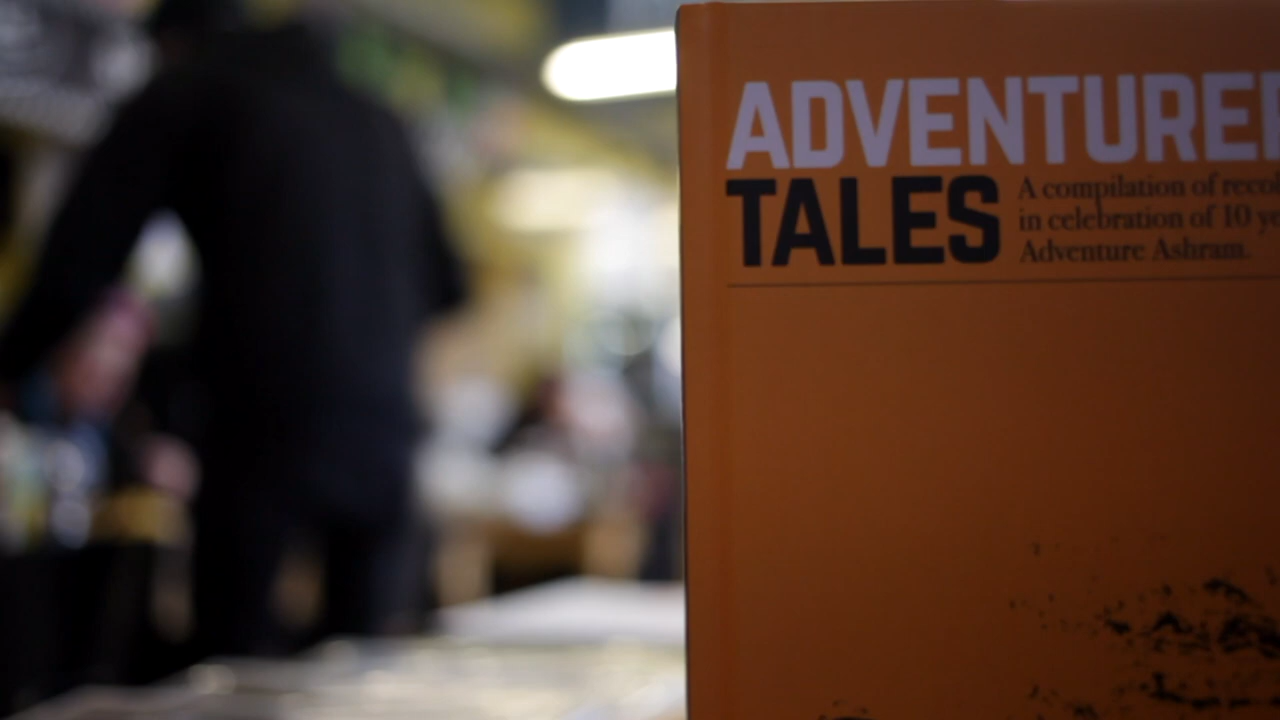 ADVENTURE
TALES
A compilation of
in celebration of 10
Adventure Ashram.